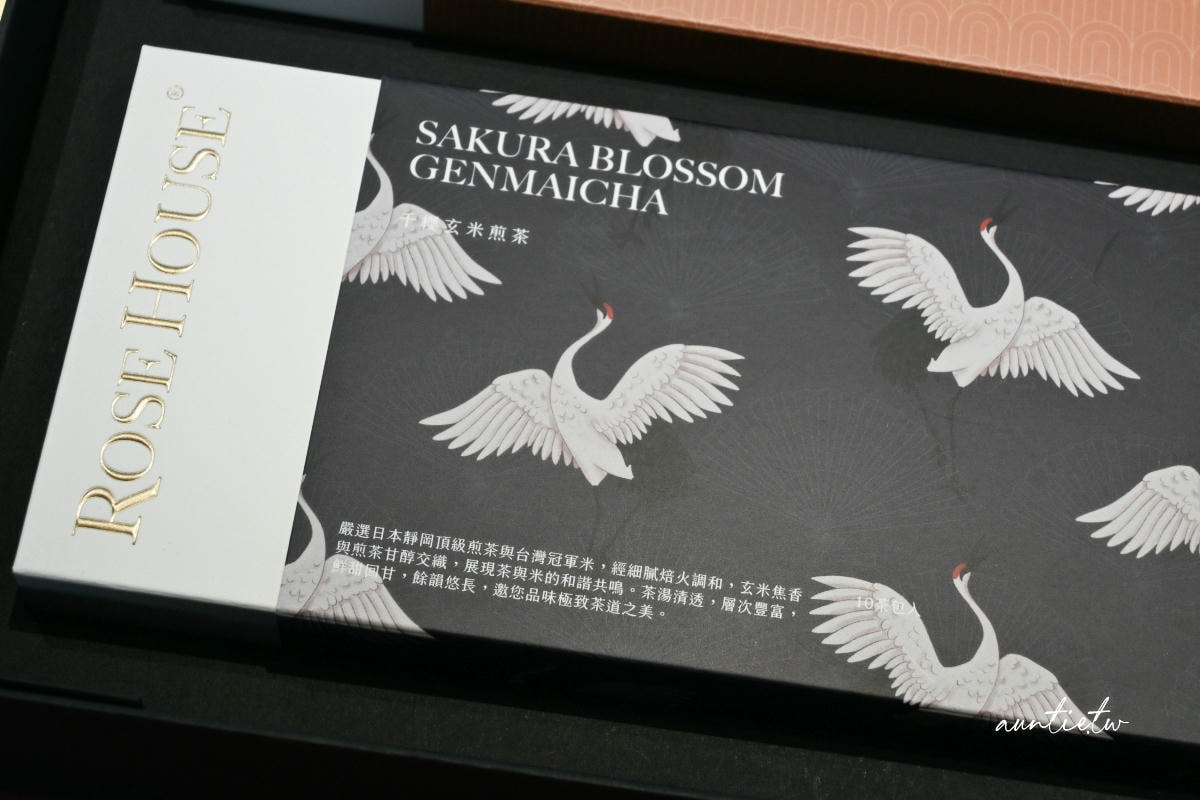 ROSE HOUSE
SAKURA BLOSSOM
GENMAICHA
千櫻玄米煎茶
嚴選日本靜岡頂級煎茶與台灣冠軍米，經細膩焙火調和，玄米焦香
與煎茶甘醇交織，展現茶與米的和諧共鳴。茶湯清透，層次豐富，
鮮甜回甘，餘韻悠長，邀您品味極致茶道之美。
10茶包入
auntie.tw